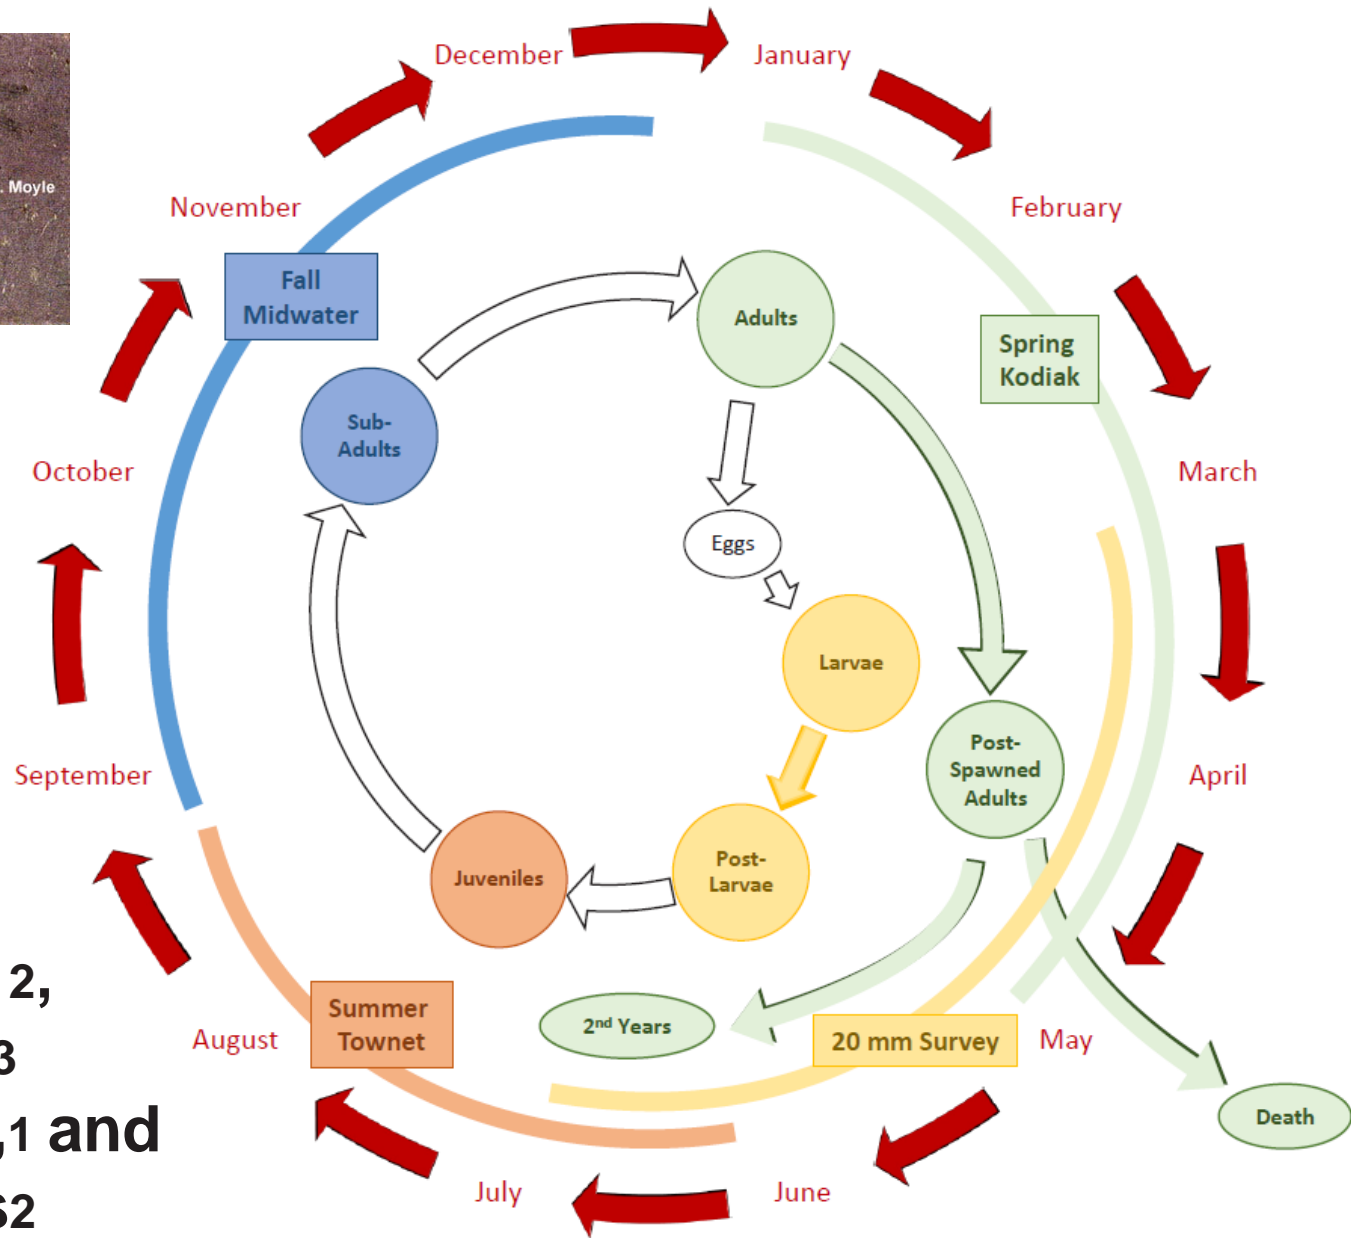 December
January
. Moyle
November
February
Fall
Midwater
Adults
Spring
Kodiak
Sub-
Adults
October
March
Eggs
Larvae
Post-
Spawned
Adults
September
April
Post-
Larvae
Juveniles
2,
3
,1 and
S2
Summer
Townet
August
2nd Years
20 mm Survey
May
Death
July
June